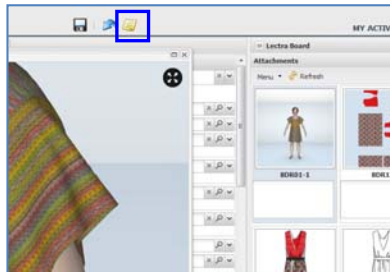 MY ACTIV
Lectra Board
Attachments
Menu
Refresh
BDR01-1
BDR1